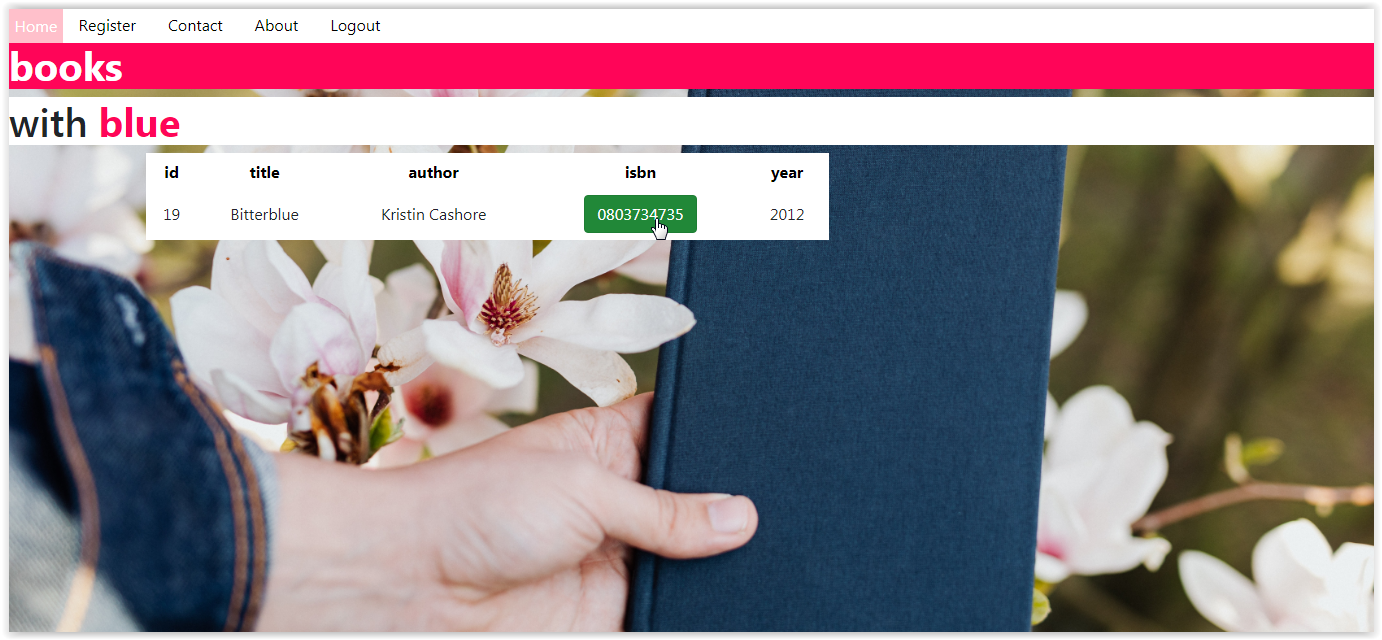 Home Register Contact About Logout
books
with blue
id title author isbn year
19 Bitterblue Kristin Cashore 0803734735 2012